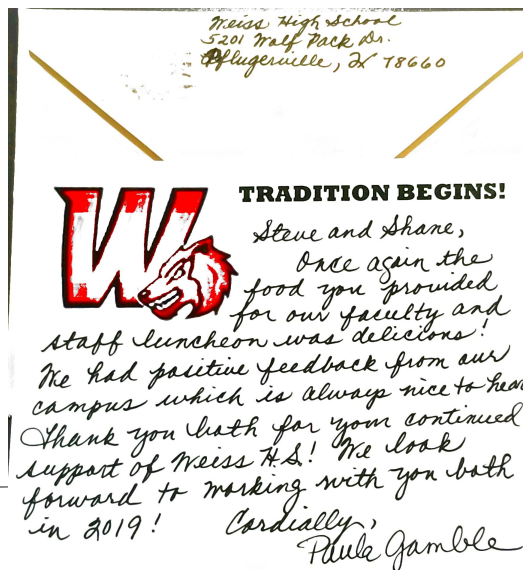 Weiss High School
5201 Wolf Pack Dr.
Pflugerville, TX 78660
W
TRADITION BEGINS!
Steve and Shane,
Once again the
food you provided
for our faculty and
staff luncheon was delicious!
We had positive feedback from our
campus which is always nice to hear
Thank you both for your continued
support of Weiss H.S.! We look
forward to working with you both
in 2019!
Cordially,
Paula Gamble